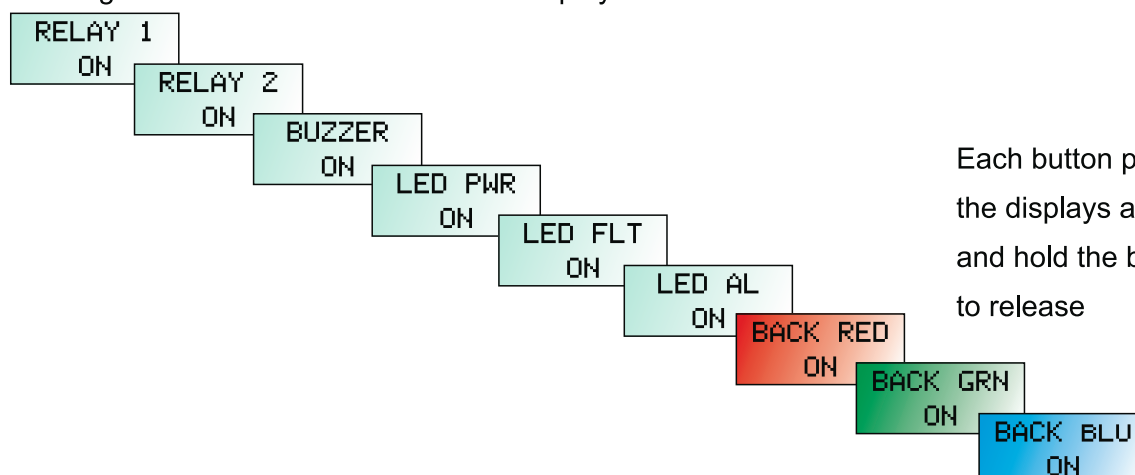 RELAY 1
ON
RELAY 2
ON
BUZZER
ON
LED PWR
ON
LED FLT
ON
LED AL
ON
BACK RED
ON
BACK GRN
ON
BACK BLU
ON
Each button p
the displays a
and hold the b
to release